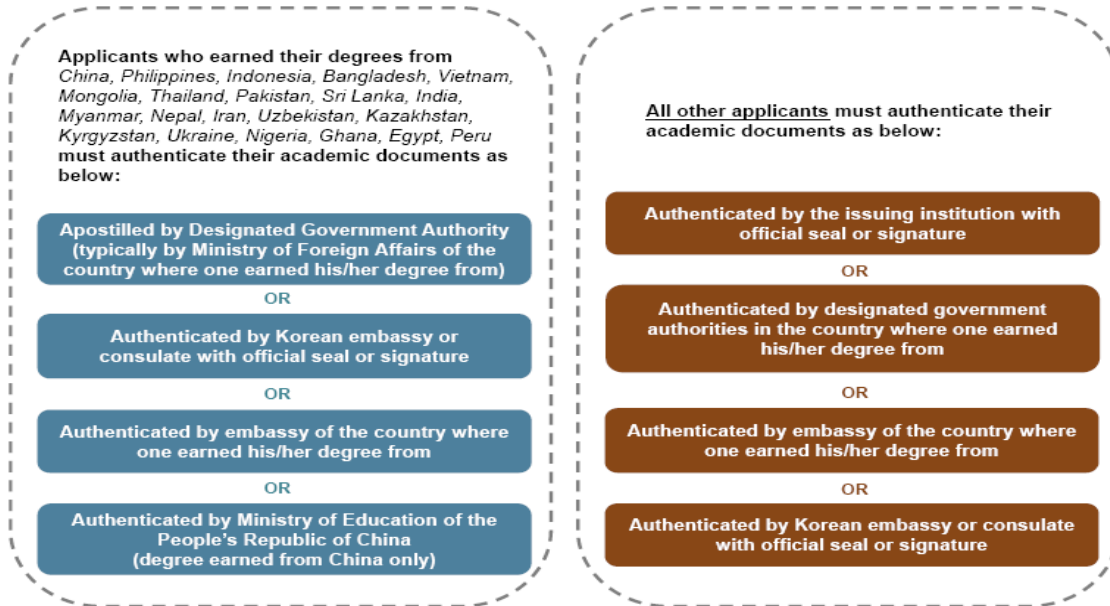 Applicants who earned their degrees from
China, Philippines, Indonesia, Bangladesh, Vietnam,
Mongolia, Thailand, Pakistan, Sri Lanka, India,
Myanmar, Nepal, Iran, Uzbekistan, Kazakhstan,
Kyrgyzstan, Ukraine, Nigeria, Ghana, Egypt, Peru
must authenticate their academic documents as
below:
Apostilled by Designated Government Authority
(typically by Ministry of Foreign Affairs of the
country where one earned his/her degree from)
OR
Authenticated by Korean embassy or
consulate with official seal or signature
OR
Authenticated by embassy of the country where
one earned his/her degree from
OR
Authenticated by Ministry of Education of the
People's Republic of China
(degree earned from China only)
All other applicants must authenticate their
academic documents as below:
Authenticated by the issuing institution with
official seal or signature
OR
Authenticated by designated government
authorities in the country where one earned
his/her degree from
OR
Authenticated by embassy of the country where
one earned his/her degree from
OR
Authenticated by Korean embassy or consulate
with official seal or signature